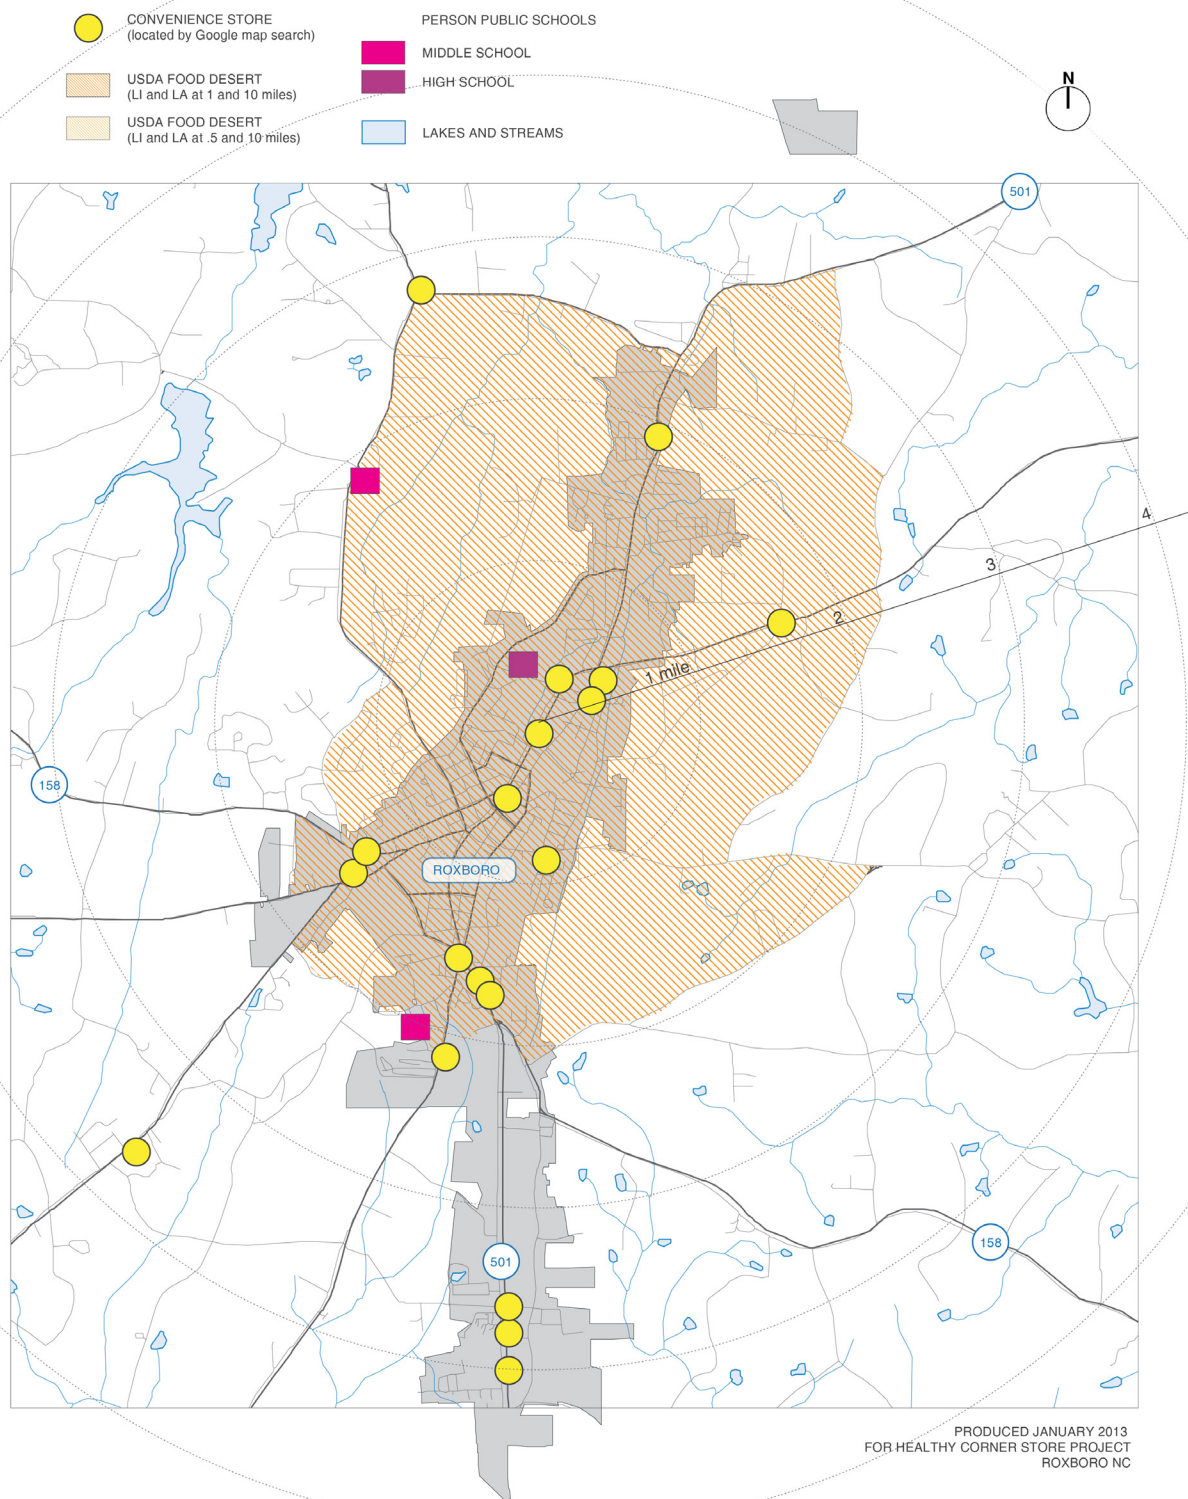 CONVENIENCE STORE
(located by Google map search)
USDA FOOD DESERT
(LI and LA at 1 and 10 miles)
USDA FOOD DESERT
(LI and LA at .5 and 10 miles)
PERSON PUBLIC SCHOOLS
MIDDLE SCHOOL
HIGH SCHOOL
LAKES AND STREAMS
N
501
4
3
2
1 mile
158
ROXBORO
158
501
PRODUCED JANUARY 2013
FOR HEALTHY CORNER STORE PROJECT
ROXBORO NC